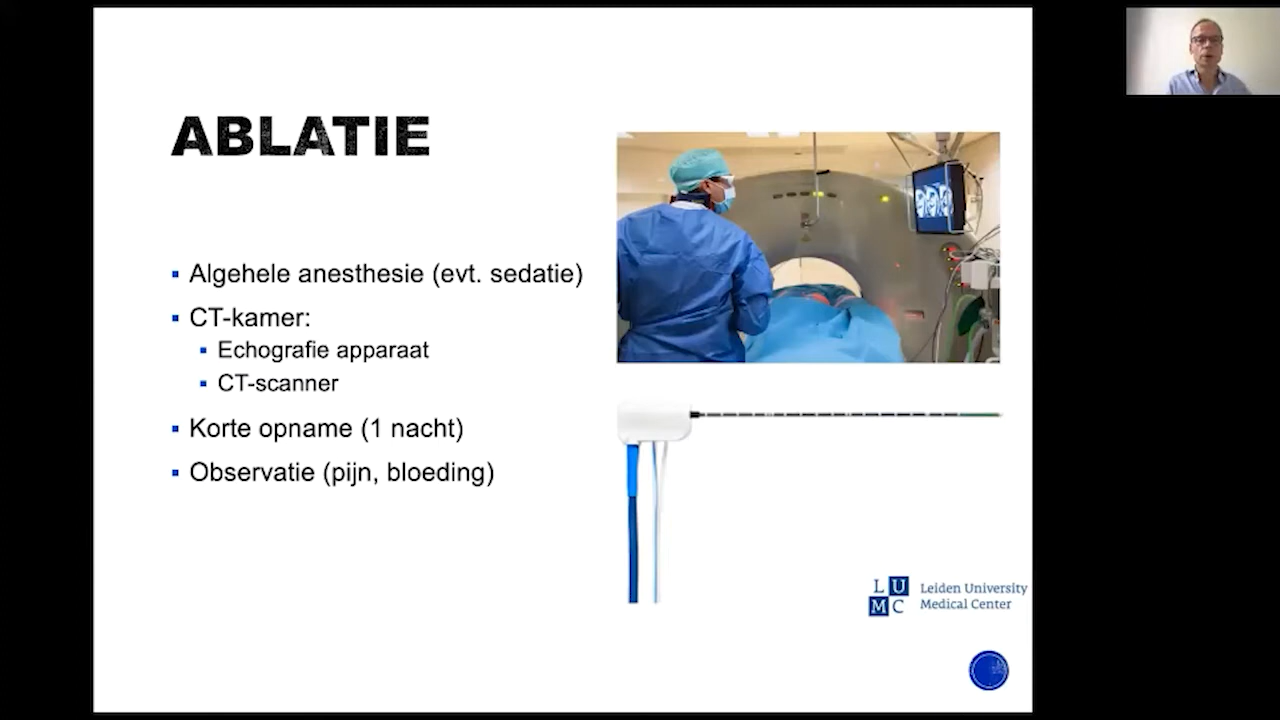 ABLATIE
Algehele anesthesie (evt. sedatie)
CT-kamer:
Echografie apparaat
CT-scanner
Korte opname (1 nacht)
Observatie (pijn, bloeding)
L U
M C
Leiden University
Medical Center